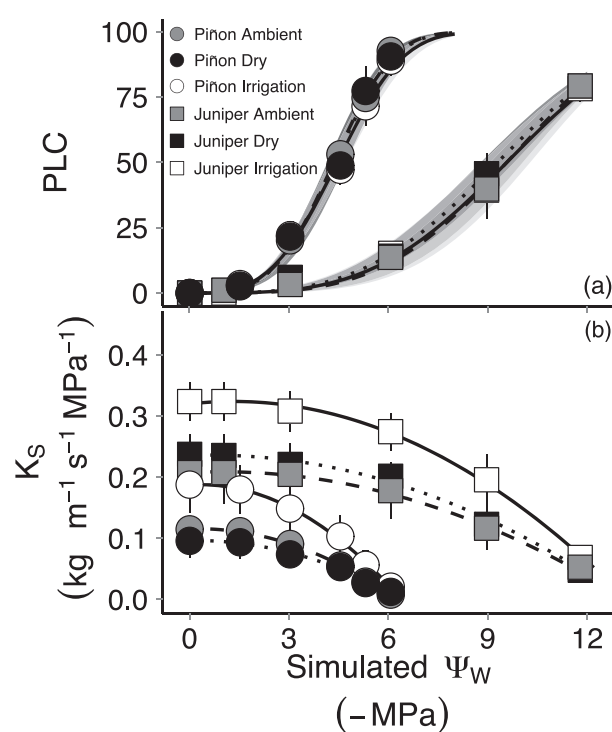 100
75
50
25
0
PLC
Piñon Ambient
Piñon Dry
Piñon Irrigation
Juniper Ambient
Juniper Dry
Juniper Irrigation
(a)
(b)
0.4
0.3
0.2
0.1
0.0
K_S
(kg m⁻¹ s⁻¹ MPa⁻¹)
0 3 6 9 12
Simulated Ψ_W
(−MPa)